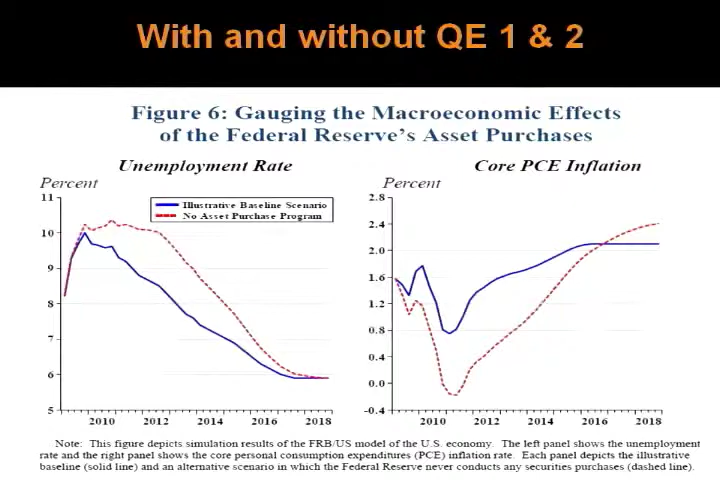 With and without QE 1 & 2
Figure 6: Gauging the Macroeconomic Effects
of the Federal Reserve's Asset Purchases
Unemployment Rate
Core PCE Inflation
Percent
Percent
11
10
9
8
7
6
5
Illustrative Baseline Scenario
No Asset Purchase Program
2010 2012 2014 2016 2018
2.8
2.4
2.0
1.6
1.2
0.8
0.4
0.0
-0.4
2010 2012 2014 2016 2018
Note: This figure depicts simulation results of the FRB/US model of the U.S. economy. The left panel shows the unemployment
rate and the right panel shows the core personal consumption expenditures (PCE) inflation rate. Each panel depicts the illustrative
baseline (solid line) and an alternative scenario in which the Federal Reserve never conducts any securities purchases (dashed line).